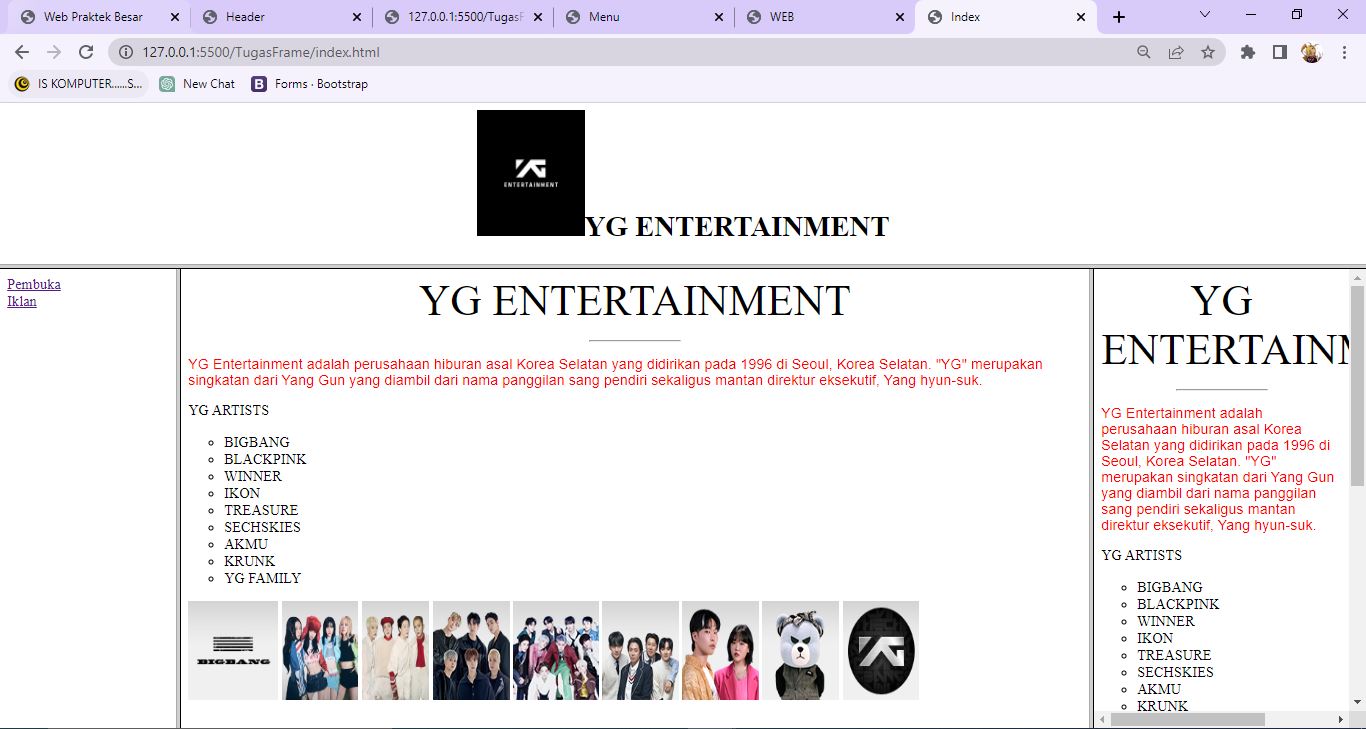 Web Praktek Besar
Header
127.0.0.1:5500/TugasF
Menu
WEB
Index
127.0.0.1:5500/TugasFrame/index.html
IS KOMPUTER......S...
New Chat
B
Forms · Bootstrap
YG
ENTERTAINMENT
YG ENTERTAINMENT
Pembuka
Iklan
YG ENTERTAINMENT
YG Entertainment adalah perusahaan hiburan asal Korea Selatan yang didirikan pada 1996 di Seoul, Korea Selatan. "YG" merupakan
singkatan dari Yang Gun yang diambil dari nama panggilan sang pendiri sekaligus mantan direktur eksekutif, Yang hyun-suk.
YG ARTISTS
BIGBANG
BLACKPINK
WINNER
IKON
TREASURE
SECHSKIES
AKMU
KRUNK
YG FAMILY
BIGBANG
YG
YG
ENTERTAINM
YG Entertainment adalah
perusahaan hiburan asal Korea
Selatan yang didirikan pada 1996 di
Seoul, Korea Selatan. "YG"
merupakan singkatan dari Yang Gun
yang diambil dari nama panggilan
sang pendiri sekaligus mantan
direktur eksekutif, Yang hyun-suk.
YG ARTISTS
BIGBANG
BLACKPINK
WINNER
IKON
TREASURE
SECHSKIES
AKMU
KRUNK